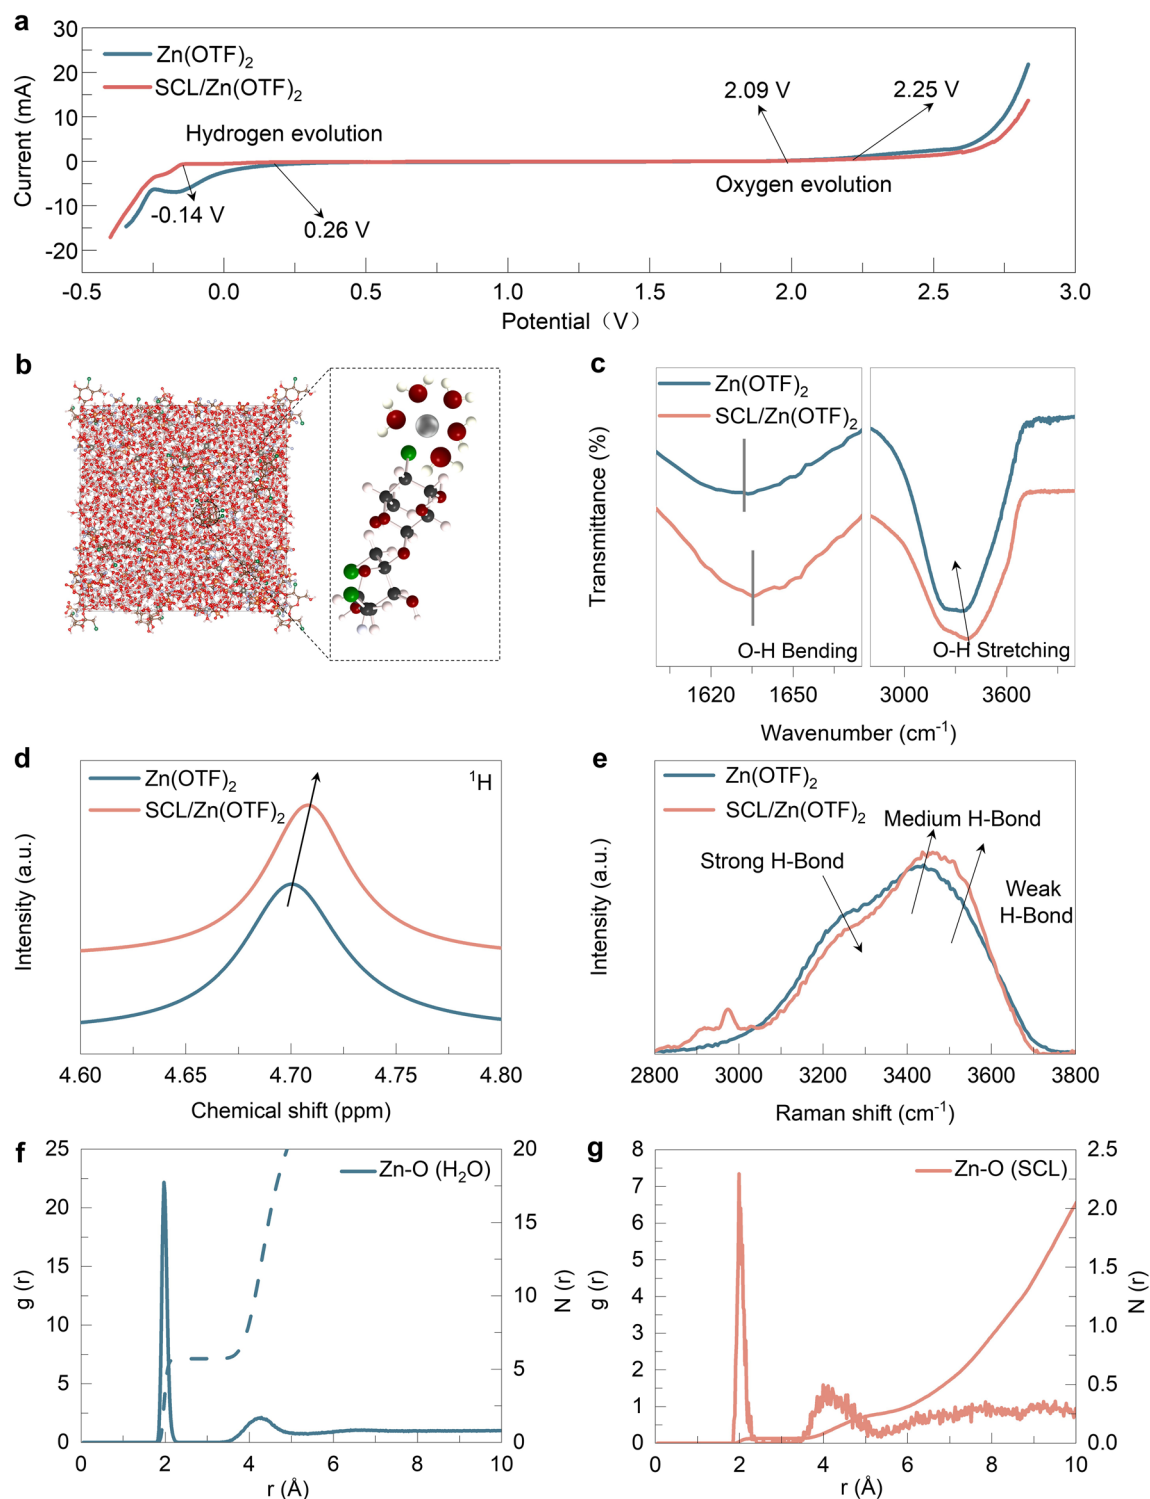 a
30
20
10
0
-10
-20
Current (mA)
Zn(OTF)₂
SCL/Zn(OTF)₂
Hydrogen evolution
-0.14 V
0.26 V
2.09 V
2.25 V
Oxygen evolution
-0.5 0.0 0.5 1.0 1.5 2.0 2.5 3.0
Potential（V）
b
c
Zn(OTF)₂
SCL/Zn(OTF)₂
Transmittance (%)
O-H Bending
O-H Stretching
1620 1650 3000 3600
Wavenumber (cm⁻¹)
d
Zn(OTF)₂
SCL/Zn(OTF)₂
¹H
Intensity (a.u.)
4.60 4.65 4.70 4.75 4.80
Chemical shift (ppm)
e
Zn(OTF)₂
SCL/Zn(OTF)₂
Medium H-Bond
Strong H-Bond
Weak
H-Bond
Intensity (a.u.)
2800 3000 3200 3400 3600 3800
Raman shift (cm⁻¹)
f
25
20
15
10
5
0
g (r)
Zn-O (H₂O)
20
15
10
5
0
N (r)
0 2 4 6 8 10
r (Å)
g
8
7
6
5
4
3
2
1
0
g (r)
Zn-O (SCL)
2.5
2.0
1.5
1.0
0.5
0.0
N (r)
0 2 4 6 8 10
r (Å)